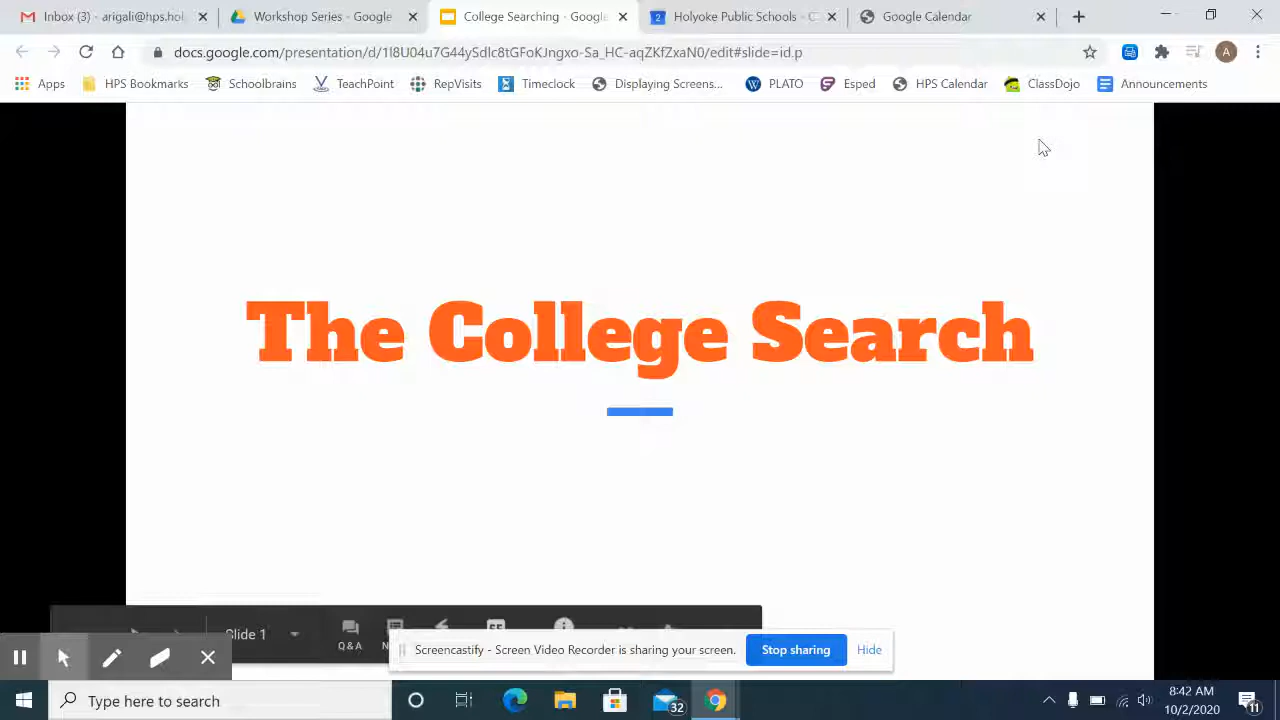 Inbox (3) - arigali@hps.hol
Workshop Series - Google
College Searching - Google
Holyoke Public Schools - C
Google Calendar
docs.google.com/presentation/d/1l8U04u7G44ySdlc8tGFoKJngxo-Sa_HC-aqZKfZxaN0/edit#slide=id.p
A
Apps HPS Bookmarks Schoolbrains TeachPoint RepVisits Timeclock Displaying Screens... PLATO Esped HPS Calendar ClassDojo Announcements
The College Search
Slide 1
Q&A
Screencastify - Screen Video Recorder is sharing your screen. Stop sharing Hide
Type here to search
32
8:42 AM
10/2/2020
11